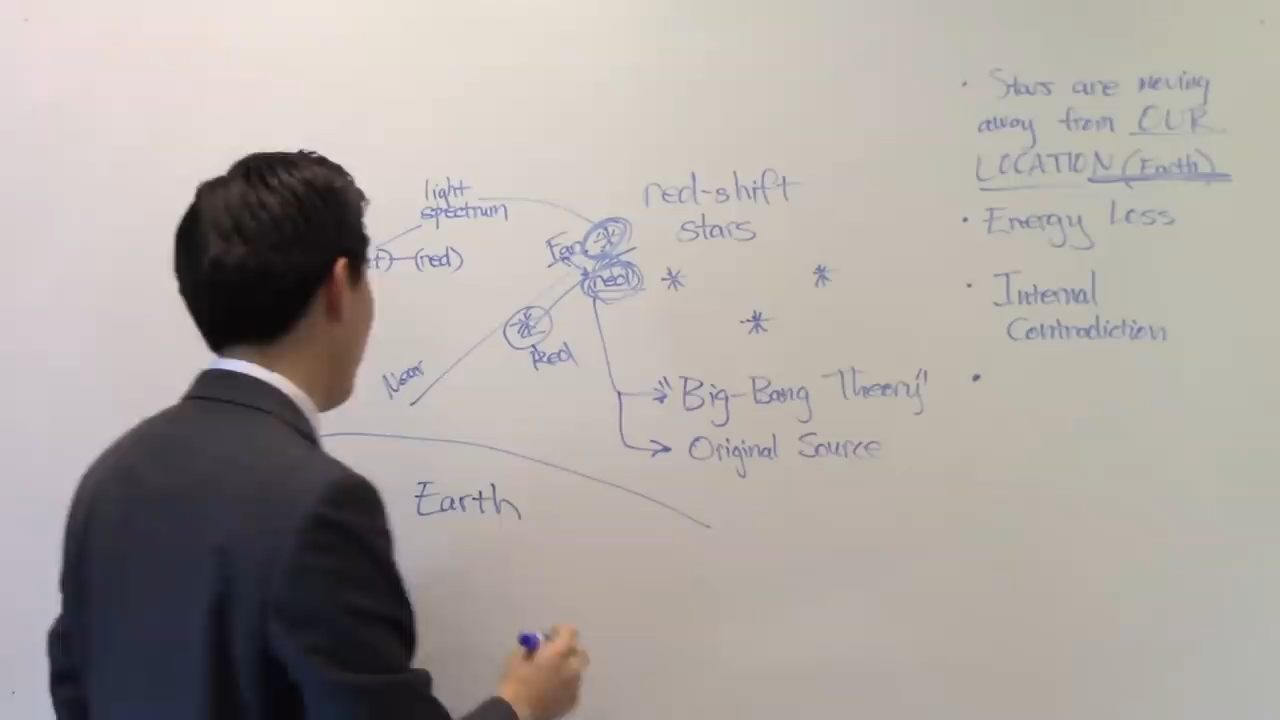 light
spectrum
(red)
red-shift
stars
Far
red
Red
Near
"Big-Bang Theory"
Original Source
Earth
• Stars are moving
away from OUR
LOCATION (Earth)
• Energy Loss
• Internal
Contradiction
•